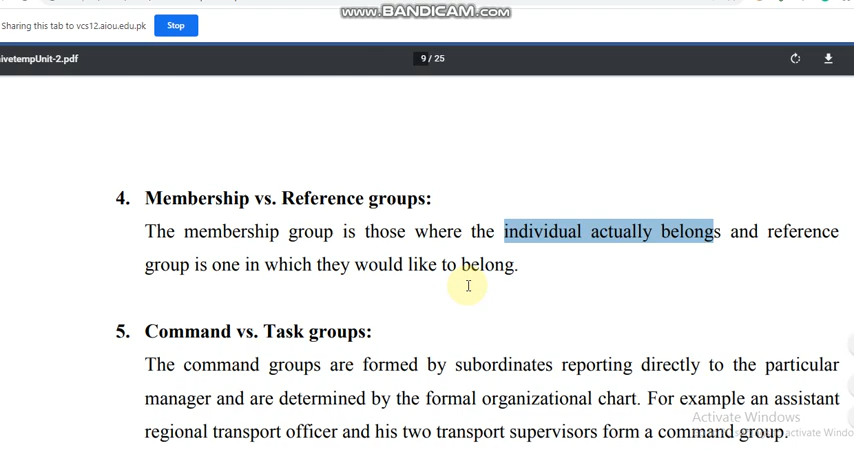 www.BANDICAM.com
Sharing this tab to vcs12.aiou.edu.pk Stop
ivetempUnit-2.pdf 9 / 25
4. Membership vs. Reference groups:
The membership group is those where the individual actually belongs and reference
group is one in which they would like to belong.
5. Command vs. Task groups:
The command groups are formed by subordinates reporting directly to the particular
manager and are determined by the formal organizational chart. For example an assistant
Activate Windows
regional transport officer and his two transport supervisors form a command group.
activate Windo